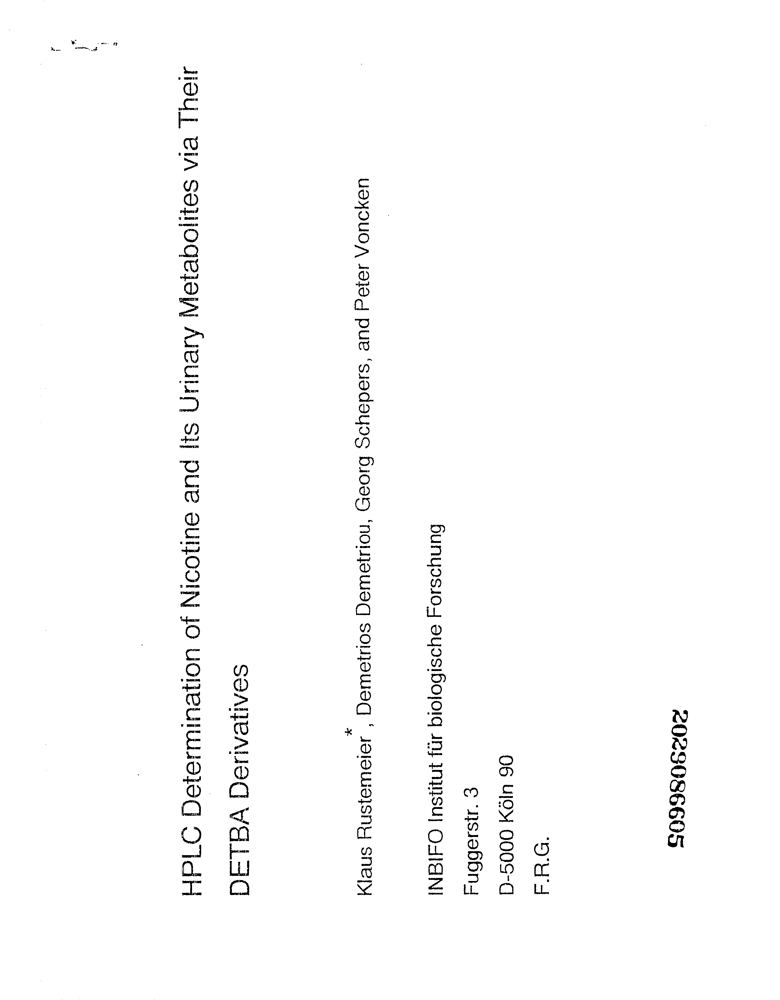 HPLC Determination of Nicotine and Its Urinary Metabolites via Their
DETBA Derivatives
Klaus Rustemeier*, Demetrios Demetriou, Georg Schepers, and Peter Voncken
INBIFO Institut für biologische Forschung
Fuggerstr. 3
D-5000 Köln 90
F.R.G.
2029086605